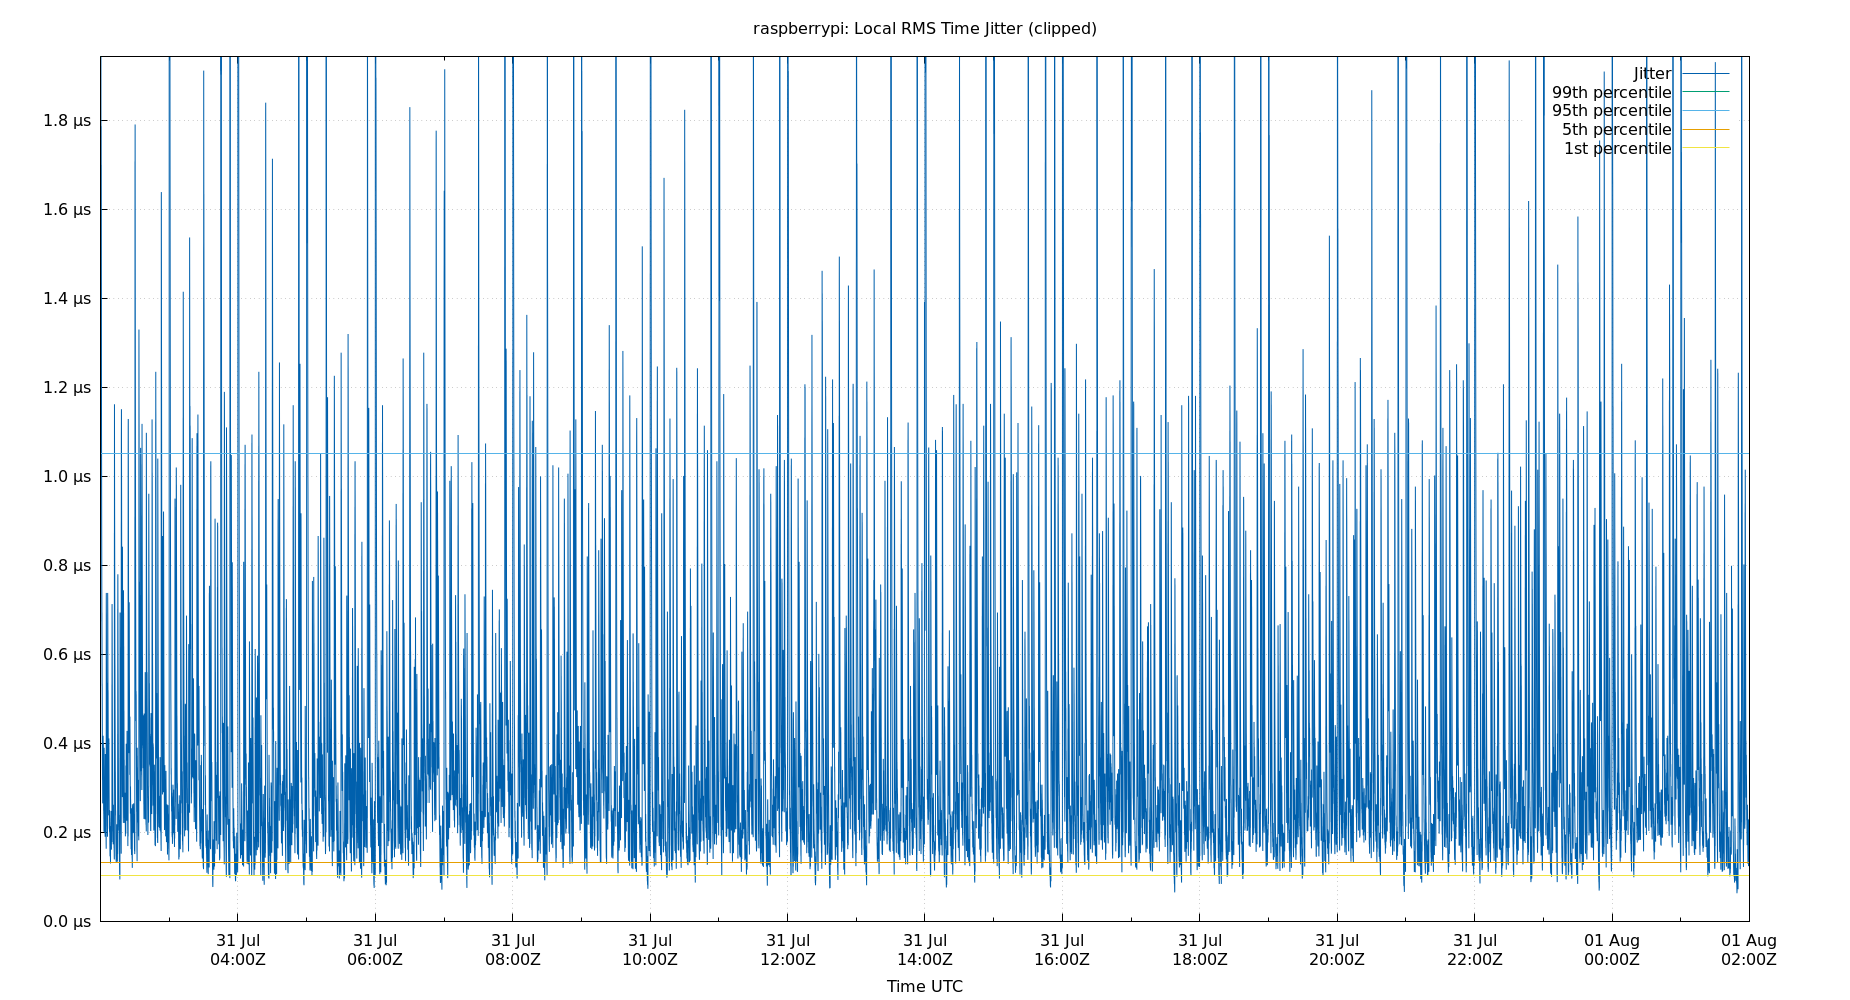 raspberrypi: Local RMS Time Jitter (clipped)
Jitter
99th percentile
95th percentile
5th percentile
1st percentile
1.8 µs
1.6 µs
1.4 µs
1.2 µs
1.0 µs
0.8 µs
0.6 µs
0.4 µs
0.2 µs
0.0 µs
31 Jul 31 Jul 31 Jul 31 Jul 31 Jul 31 Jul 31 Jul 31 Jul 31 Jul 31 Jul 01 Aug 01 Aug
04:00Z 06:00Z 08:00Z 10:00Z 12:00Z 14:00Z 16:00Z 18:00Z 20:00Z 22:00Z 00:00Z 02:00Z
Time UTC